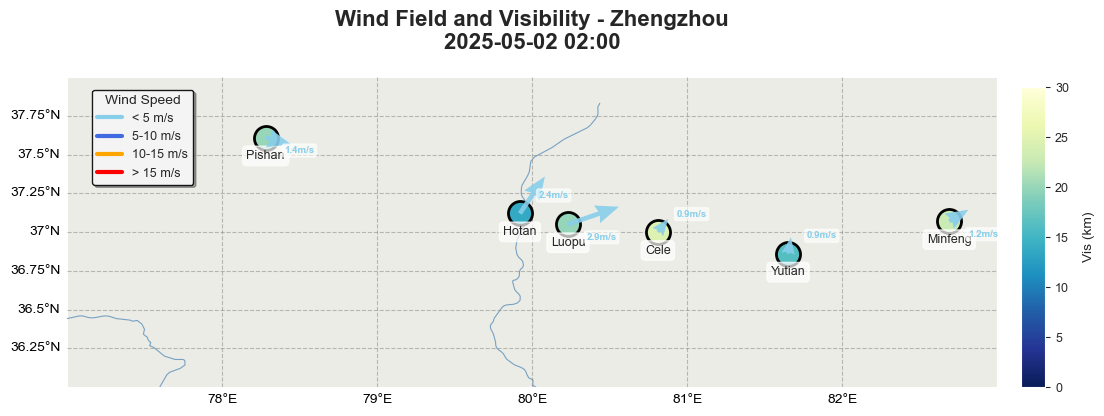 Wind Field and Visibility - Zhengzhou
2025-05-02 02:00
Wind Speed
< 5 m/s
5-10 m/s
10-15 m/s
> 15 m/s
37.75°N
37.5°N
37.25°N
37°N
36.75°N
36.5°N
36.25°N
78°E
79°E
80°E
81°E
82°E
Pishan
1.4m/s
Hotan
2.4m/s
Luopu
2.9m/s
Cele
0.9m/s
Yutian
0.9m/s
Minfeng
1.2m/s
30
25
20
15
10
5
0
Vis (km)